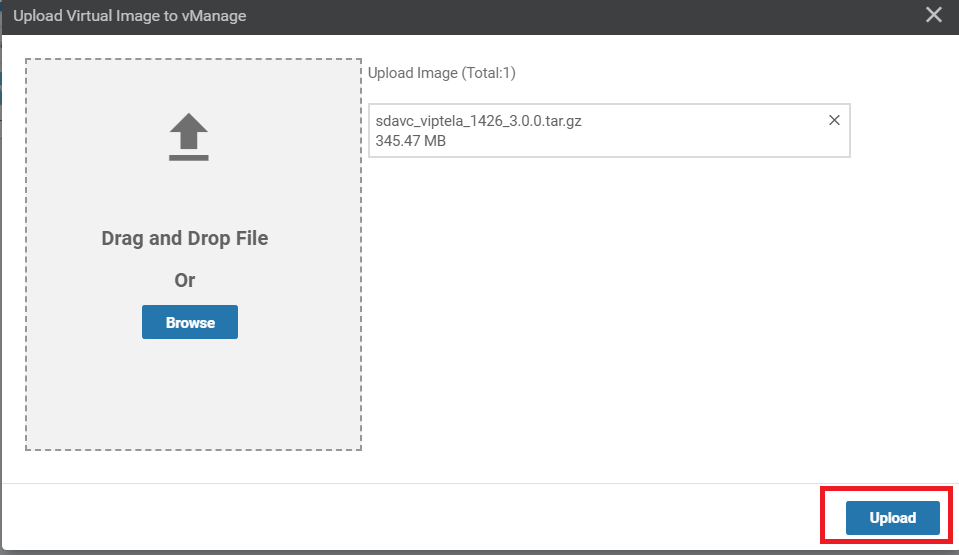 Upload Virtual Image to vManage
Drag and Drop File
Or
Browse
Upload Image (Total:1)
sdavc_viptela_1426_3.0.0.tar.gz
345.47 MB
Upload